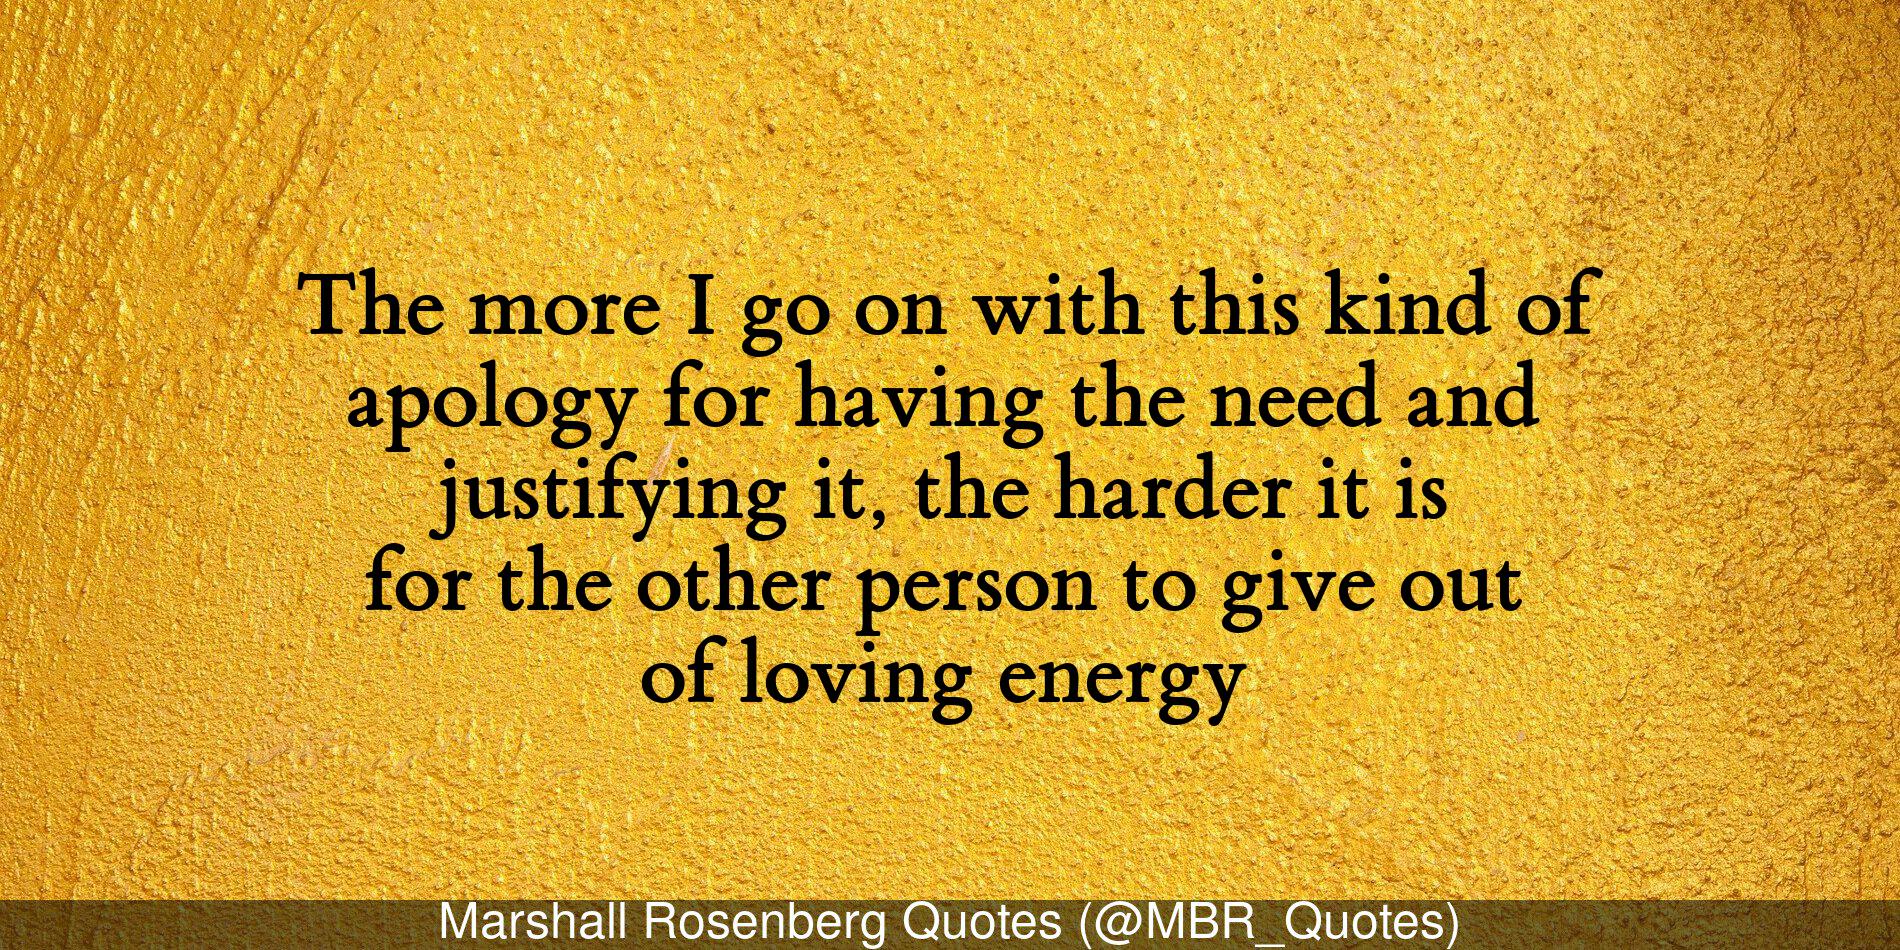 The more I go on with this kind of
apology for having the need and
justifying it, the harder it is
for the other person to give out
of loving energy
Marshall Rosenberg Quotes (@MBR_Quotes)